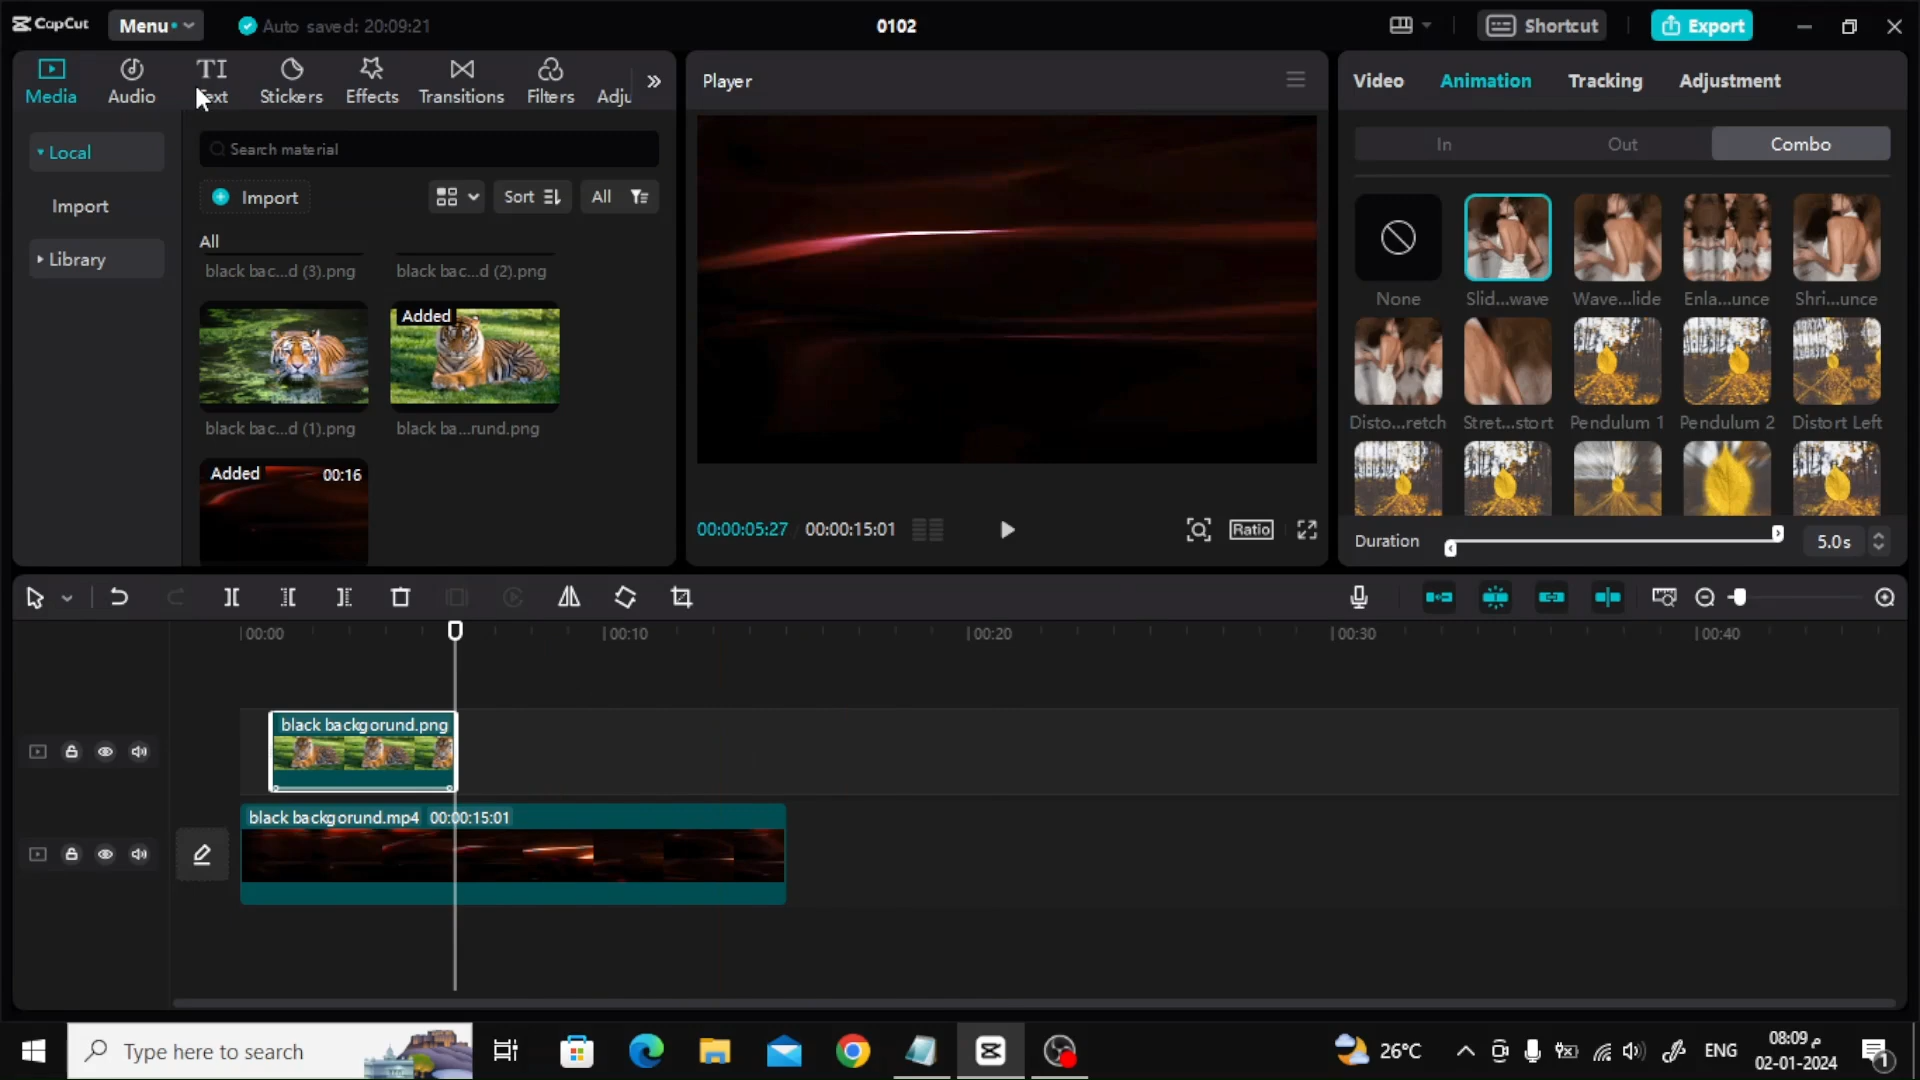 CapCut
Menu
Auto saved: 20:09:21
0102
Shortcut
Export
Media
Audio
Text
Stickers
Effects
Transitions
Filters
Adju
Local
Import
Library
Search material
Import
Sort
All
All
black bac...d (3).png
black bac...d (2).png
Added
black bac...d (1).png
black ba...rund.png
Added
00:16
Player
00:00:05:27
00:00:15:01
Ratio
Video
Animation
Tracking
Adjustment
In
Out
Combo
None
Slid...wave
Wave...lide
Enla...unce
Shri...unce
Disto...retch
Stret...stort
Pendulum 1
Pendulum 2
Distort Left
Duration
5.0s
00:00
00:10
00:20
00:30
00:40
black backgorund.png
black backgorund.mp4 00:00:15:01
Type here to search
26°C
ENG
08:09 م
02-01-2024
1